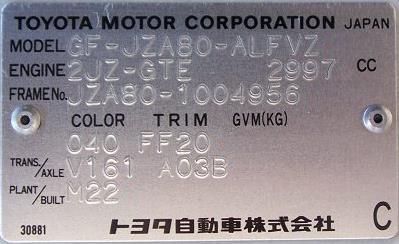 TOYOTA MOTOR CORPORATION JAPAN
MODEL GF-JZA80-ALFVZ
ENGINE 2JZ-GTE 2997 CC
FRAME No. JZA80-1004956
COLOR TRIM GVM(KG)
040 FF20
TRANS./AXLE V161 A03B
PLANT/BUILT M22
30881 トヨタ自動車株式会社 C